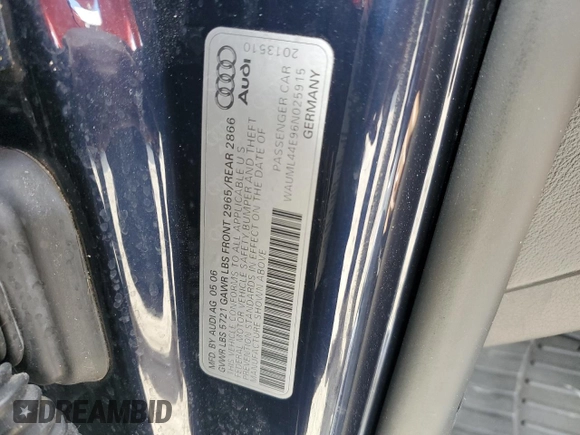 2013510
Audi
MFD. BY AUDI AG 05.06
GVWR LBS 5721 GAWR LBS FRONT 2965/REAR 2866
THIS VEHICLE CONFORMS TO ALL APPLICABLE U.S.
FEDERAL MOTOR VEHICLE SAFETY, BUMPER AND THEFT
PREVENTION STANDARDS IN EFFECT ON THE DATE OF
MANUFACTURE SHOWN ABOVE.
PASSENGER CAR
WAUML44E96N025915
GERMANY
DREAMBID